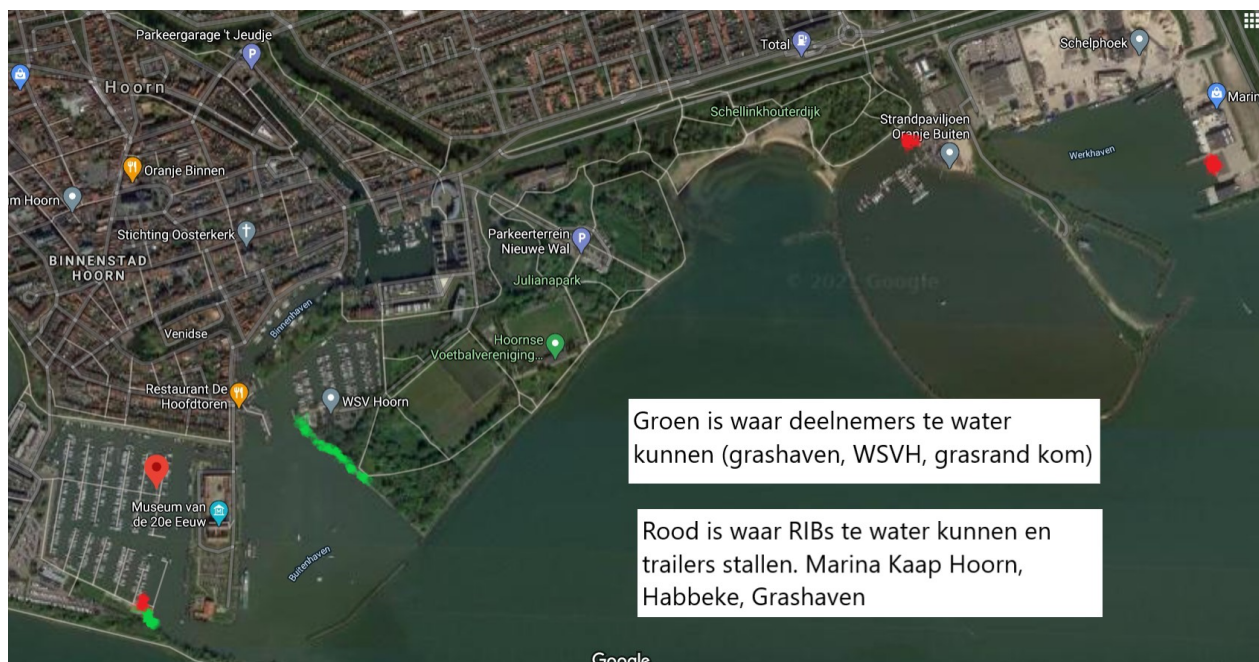 Parkeergarage 't Jeudje
Total
Schelphoek
Hoorn
Marin
Schellinkhouterdijk
Strandpaviljoen
Oranje Buiten
Werkhaven
Oranje Binnen
m Hoorn
Stichting Oosterkerk
Parkeerterrein
Nieuwe Wal
BINNENSTAD
HOORN
Julianapark
© 2021 Google
Binnenhaven
Venidse
Hoornse
Voetbalvereniging...
Restaurant De
Hoofdtoren
WSV Hoorn
Groen is waar deelnemers te water
kunnen (grashaven, WSVH, grasrand kom)
Museum van
de 20e Eeuw
Buitenhaven
Rood is waar RIBs te water kunnen en
trailers stallen. Marina Kaap Hoorn,
Habbeke, Grashaven
Google